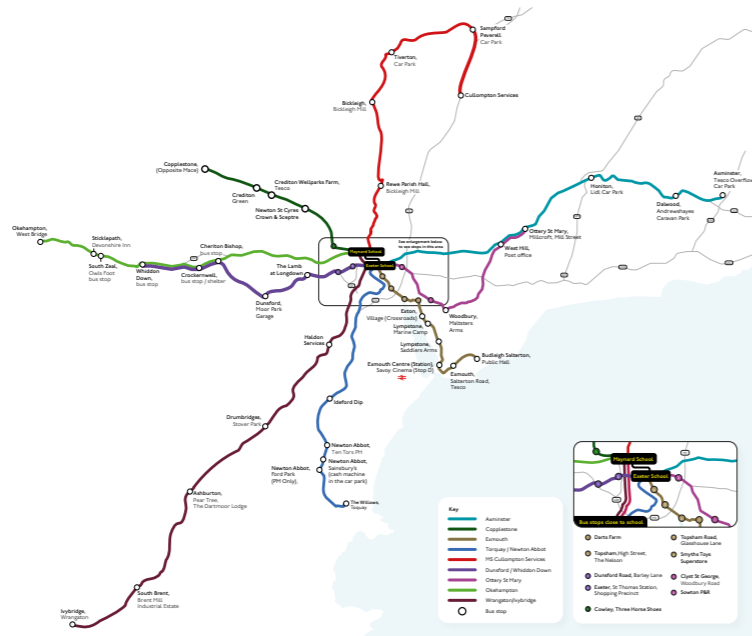 Sampford
Peverell,
Car Park
Tiverton,
Car Park
Cullompton Services
Bickleigh,
Bickleigh Mill
Copplestone,
(Opposite Mace)
Crediton Wellparks Farm,
Tesco
Crediton
Green
Newton St Cyres
Crown & Sceptre
Rewe Parish Hall,
Bickleigh Mill
Honiton,
Lidl Car Park
Axminster,
Tesco Overflow
Car Park
Dalwood,
Andrewshayes
Caravan Park
Okehampton,
West Bridge
Sticklepath,
Devonshire Inn
South Zeal,
Owls Foot
bus stop
Whiddon
Down,
bus stop
Cheriton Bishop,
bus stop
Crockernwell,
bus stop / shelter
The Lamb
at Longdown
Dunsford,
Moor Park
Garage
Maynard School
Exeter School
See enlargement below
to see stops in this area
Ottery St Mary,
Millcroft, Mill Street
West Hill,
Post office
Woodbury,
Maltsters
Arms
Exton,
Village (Crossroads)
Lympstone,
Marine Camp
Lympstone,
Saddlers Arms
Exmouth Centre (Station),
Savoy Cinema (Stop D)
Budleigh Salterton,
Public Hall
Exmouth,
Salterton Road,
Tesco
Haldon
Services
Ideford Dip
Drumbridges,
Stover Park
Newton Abbot,
Ten Tors PH
Newton Abbot,
Sainsbury's
(cash machine
in the car park)
Newton Abbot,
Ford Park
(PM Only),
The Willows,
Torquay
Ashburton,
Pear Tree,
The Dartmoor Lodge
South Brent,
Brent Mill
Industrial Estate
Ivybridge,
Wrangaton
Key
Axminster
Copplestone
Exmouth
Torquay / Newton Abbot
M5 Cullompton Services
Dunsford / Whiddon Down
Ottery St Mary
Okehampton
Wrangaton/Ivybridge
Bus stop
Maynard School
Exeter School
Bus stops close to school
Darts Farm
Topsham, High Street,
The Nelson
Dunsford Road, Barley Lane
Exeter, St Thomas Station,
Shopping Precinct
Cowley, Three Horse Shoes
Topsham Road,
Glasshouse Lane
Smyths Toys
Superstore
Clyst St George,
Woodbury Road
Sowton P&R